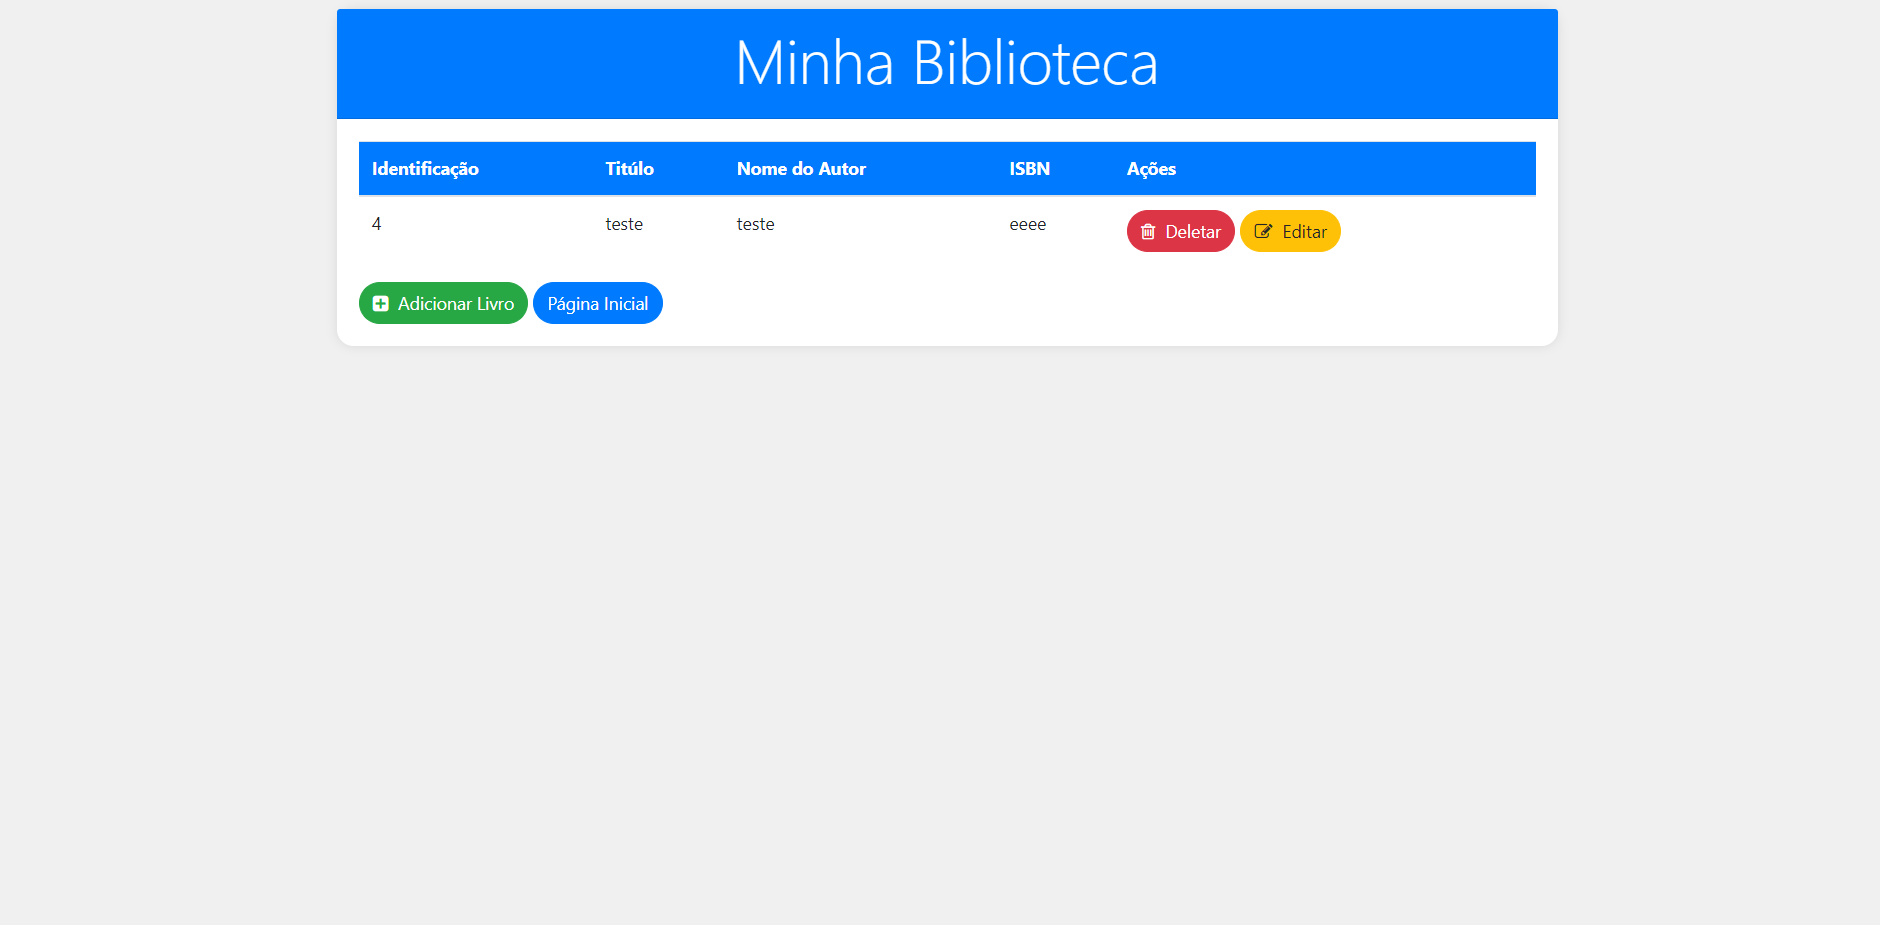 Minha Biblioteca
Identificação Titúlo Nome do Autor ISBN Ações
4 teste teste eeee Deletar Editar
Adicionar Livro Página Inicial